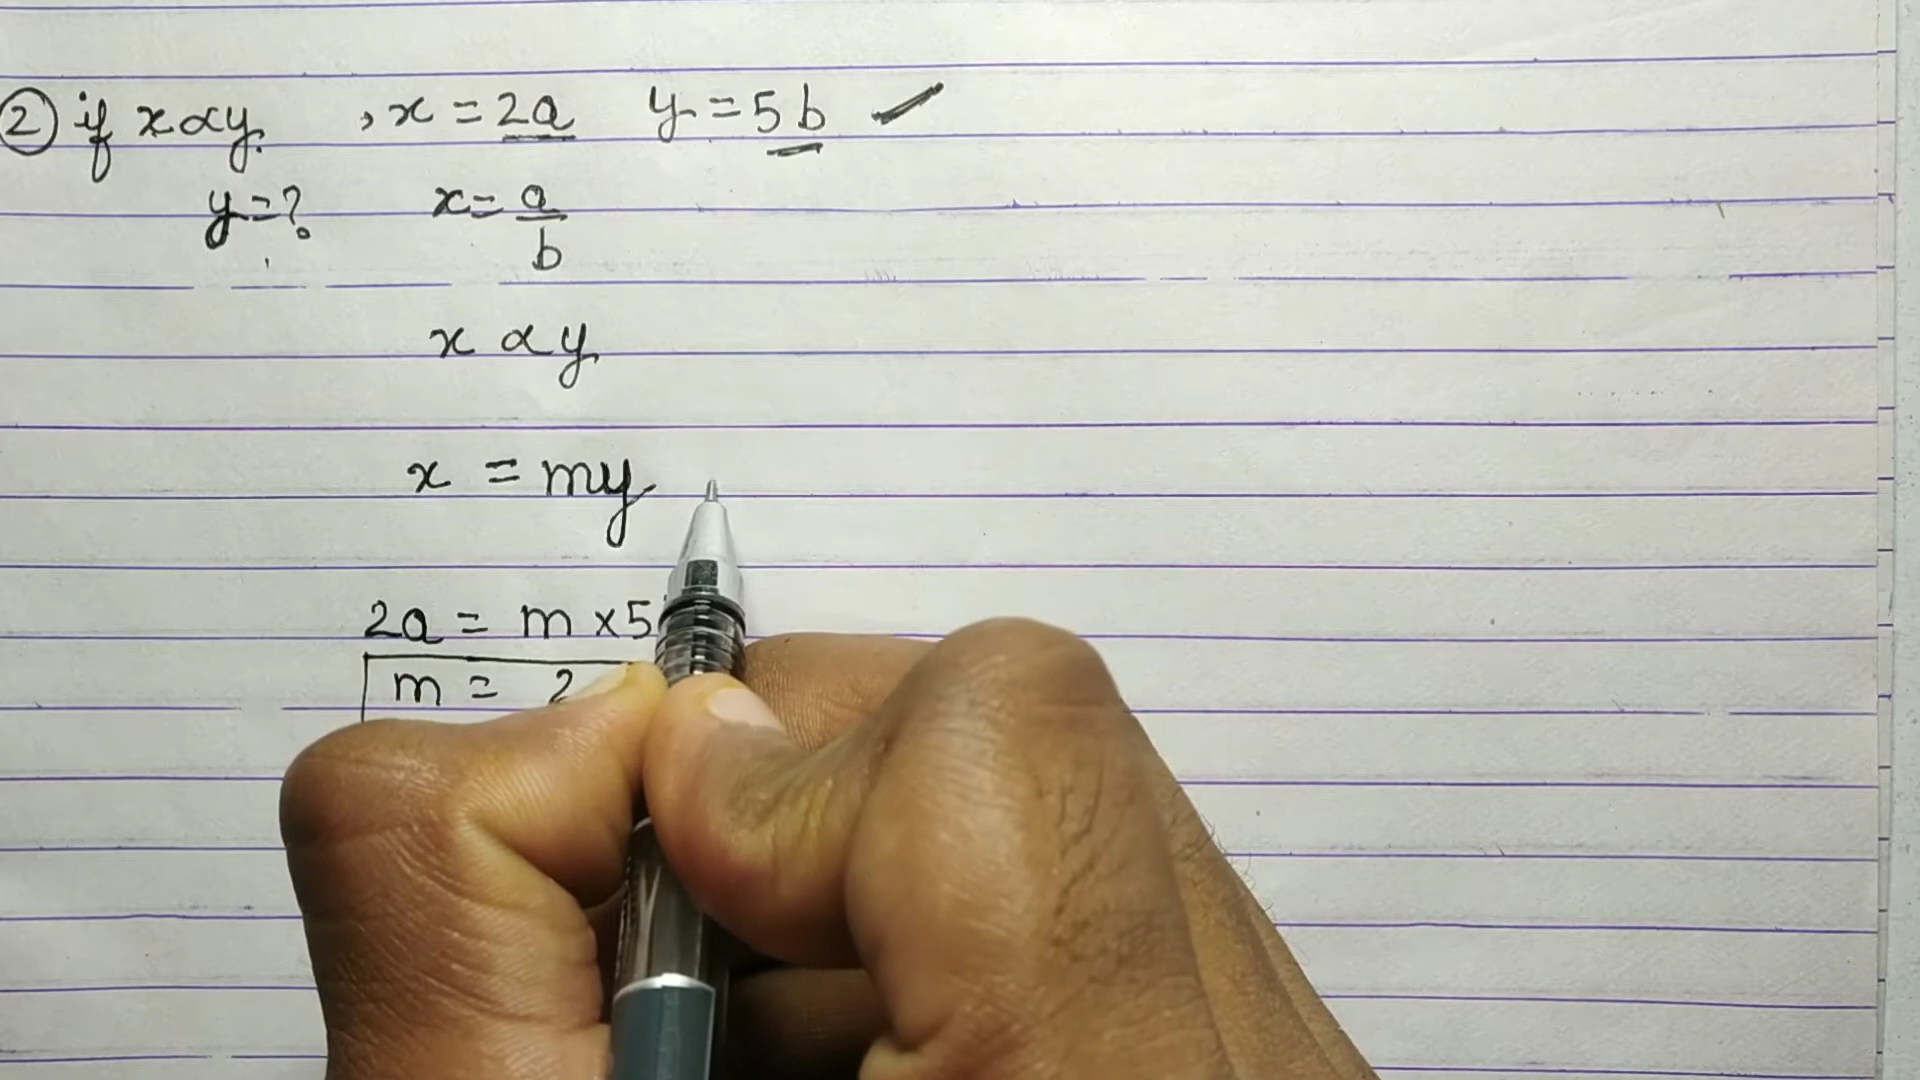 ② if x ∝ y. , x = 2a y = 5b ✓
y = ? x = a/b
x ∝ y
x = my
2a = m × 5
m = 2